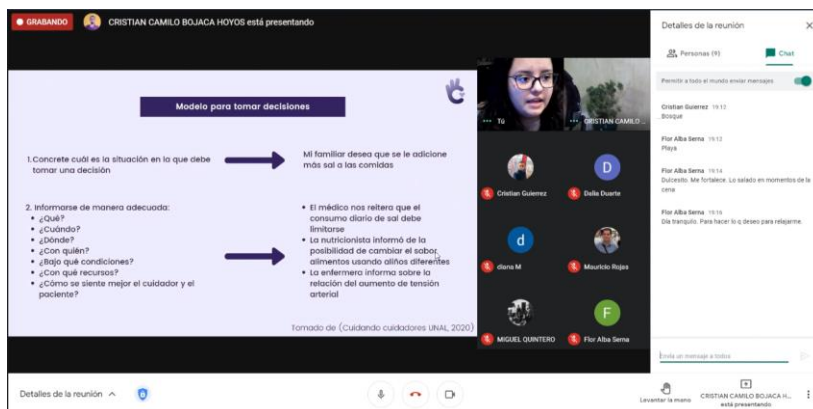 GRABANDO
CRISTIAN CAMILO BOJACA HOYOS está presentando
Modelo para tomar decisiones
1.Concrete cuál es la situación en la que debe
tomar una decisión
Mi familiar desea que se le adicione
más sal a las comidas
2. Informarse de manera adecuada:
• ¿Qué?
• ¿Cuándo?
• ¿Dónde?
• ¿Con quién?
• ¿Bajo qué condiciones?
• ¿Con qué recursos?
• ¿Cómo se siente mejor el cuidador y el
paciente?
• El médico nos reitera que el
consumo diario de sal debe
limitarse
• La nutricionista informó de la
posibilidad de cambiar el sabor
alimentos usando aliños diferentes
• La enfermera informa sobre la
relación del aumento de tensión
arterial
Tomado de (Cuidando cuidadores UNAL, 2020)
Tú
CRISTIAN CAMILO ...
Cristian Guierrez
D
Dalia Duarte
d
diana M
Mauricio Rojas
MIGUEL QUINTERO
F
Flor Alba Serna
Detalles de la reunión
Personas (9)
Chat
Permitir a todo el mundo enviar mensajes
Cristian Guierrez 19:12
Bosque
Flor Alba Serna 19:12
Playa
Flor Alba Serna 19:14
Dulcesito. Me fortalece. Lo salado en momentos de la
cena
Flor Alba Serna 19:16
Día tranquilo. Para hacer lo q deseo para relajarme.
Envía un mensaje a todos
Detalles de la reunión
Levantar la mano
CRISTIAN CAMILO BOJACA H...
está presentando